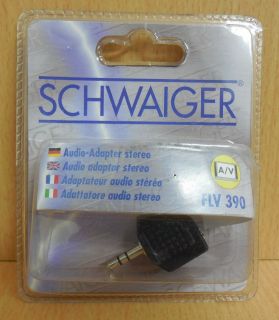 SCHWAIGER®
Audio-Adapter stereo
Audio adaptor stereo
Adaptateur audio stéréo
Adattatore audio stereo
A/V
FLV 390